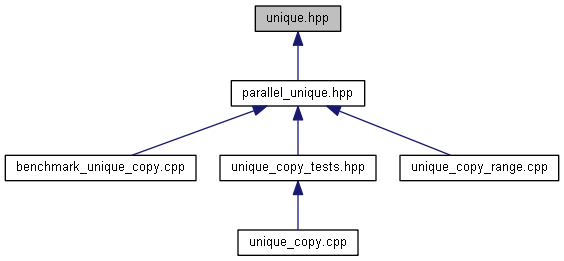 unique.hpp
parallel_unique.hpp
benchmark_unique_copy.cpp
unique_copy_tests.hpp
unique_copy_range.cpp
unique_copy.cpp